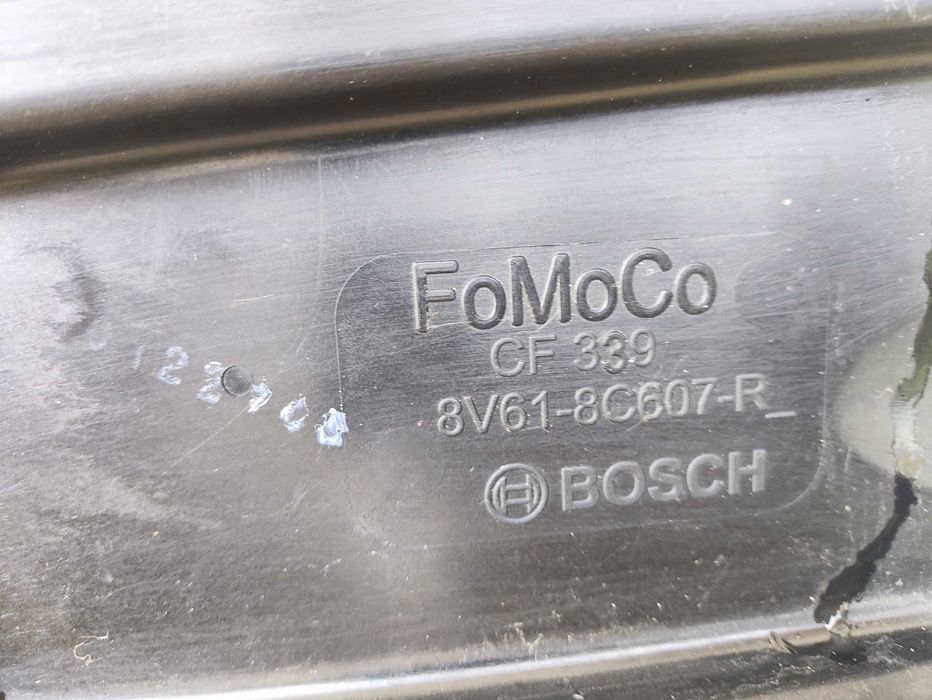 FoMoCo
CF 339
8V61-8C607-R_
BOSCH